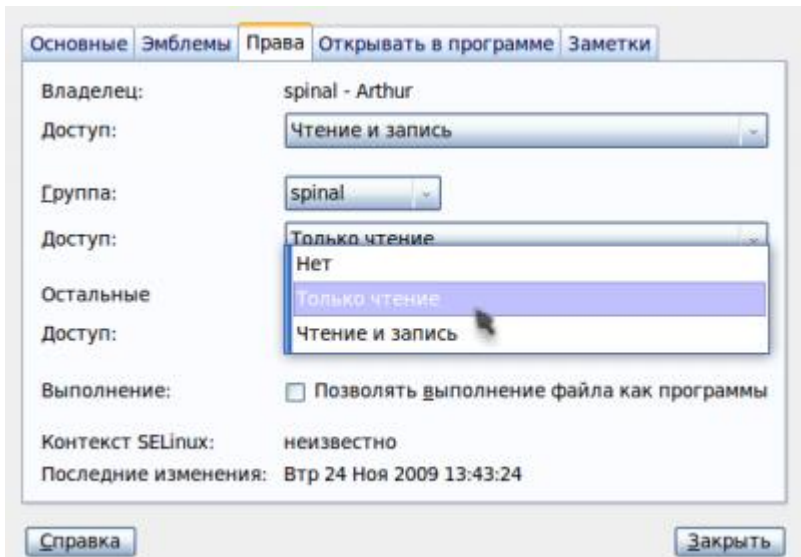 Основные Эмблемы Права Открывать в программе Заметки
Владелец: spinal - Arthur
Доступ: Чтение и запись
Группа: spinal
Доступ: Только чтение
Нет
Остальные Только чтение
Доступ: Чтение и запись
Выполнение: Позволять выполнение файла как программы
Контекст SELinux: неизвестно
Последние изменения: Втр 24 Ноя 2009 13:43:24
Справка Закрыть